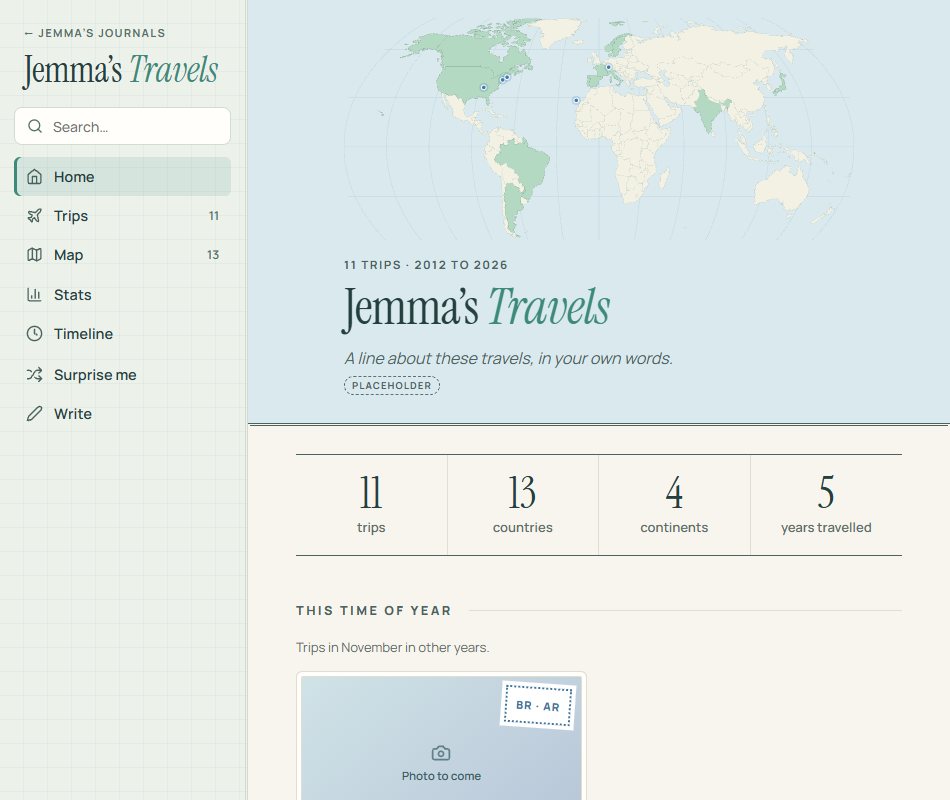 ← JEMMA'S JOURNALS
Jemma's Travels
Search...
Home
Trips 11
Map 13
Stats
Timeline
Surprise me
Write
11 TRIPS · 2012 TO 2026
Jemma's Travels
A line about these travels, in your own words.
PLACEHOLDER
11 13 4 5
trips countries continents years travelled
THIS TIME OF YEAR
Trips in November in other years.
BR · AR
Photo to come